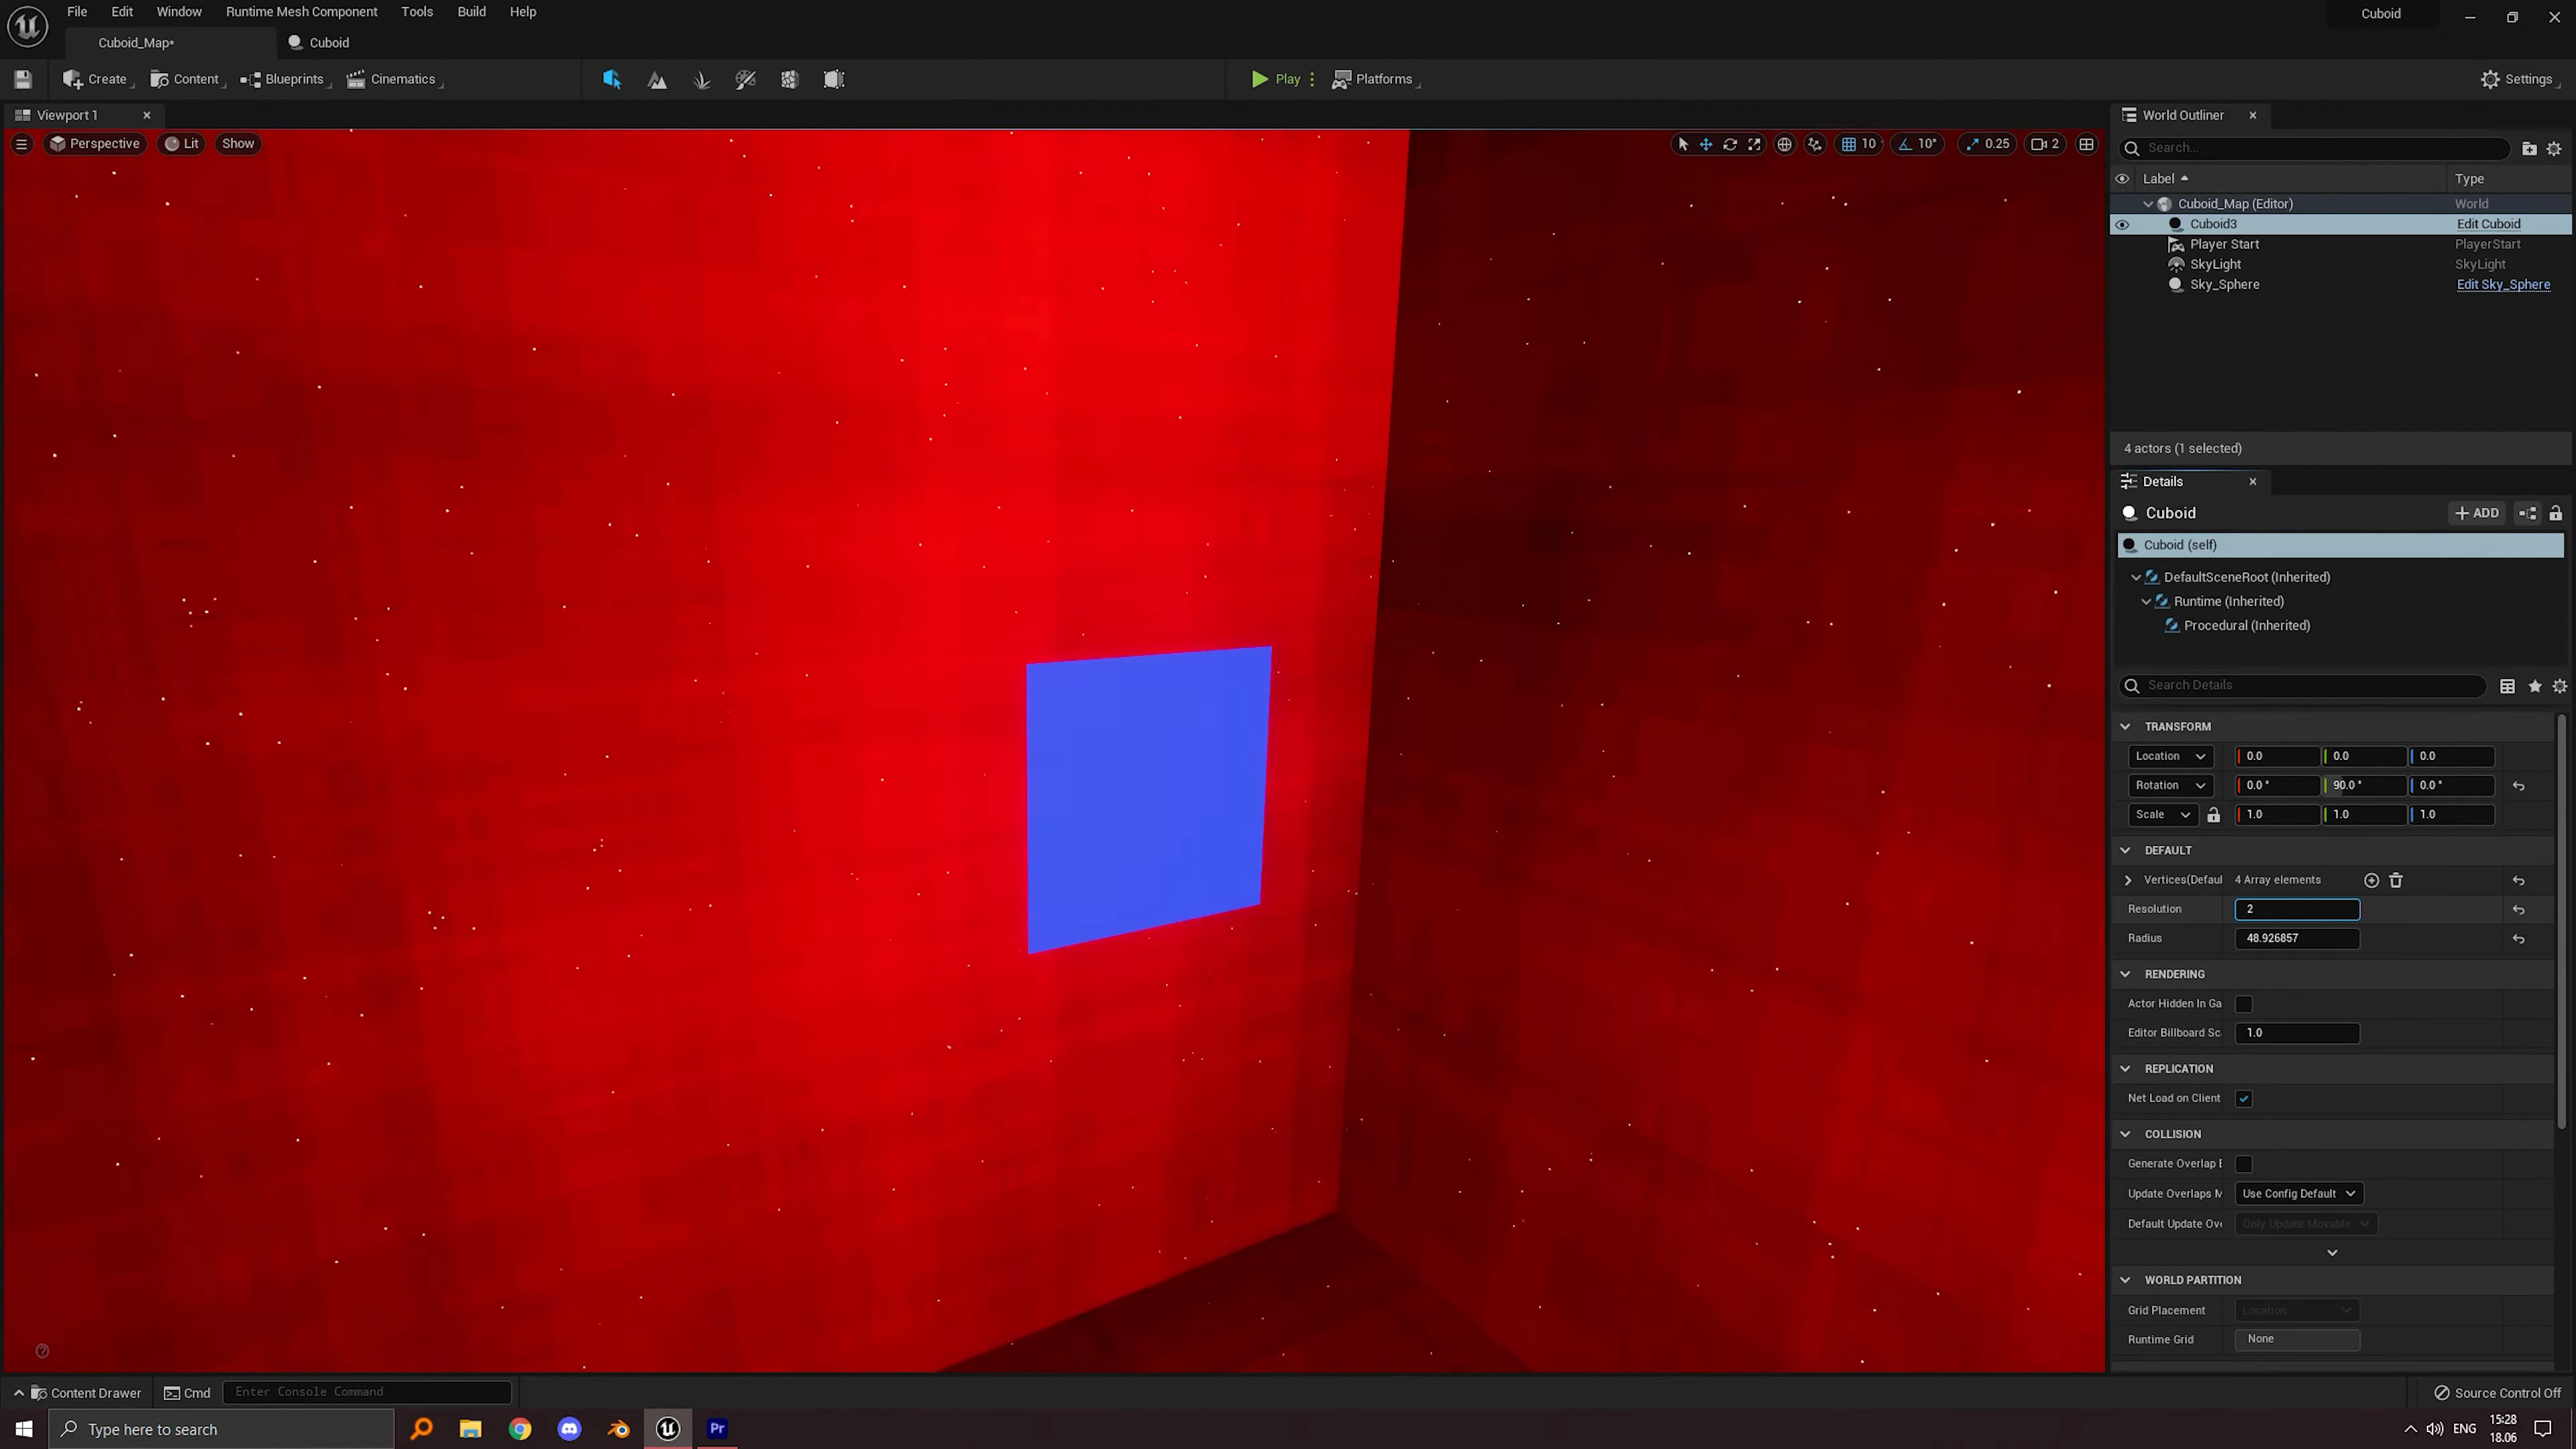 File Edit Window Runtime Mesh Component Tools Build Help
Cuboid
Cuboid_Map*
Cuboid
Create
Content
Blueprints
Cinematics
Play
Platforms
Settings
Viewport 1
Perspective
Lit
Show
10
10°
0.25
2
World Outliner
Search...
Label
Type
Cuboid_Map (Editor)
World
Cuboid3
Edit Cuboid
Player Start
PlayerStart
SkyLight
SkyLight
Sky_Sphere
Edit Sky_Sphere
4 actors (1 selected)
Details
Cuboid
+ ADD
Cuboid (self)
DefaultSceneRoot (Inherited)
Runtime (Inherited)
Procedural (Inherited)
Search Details
TRANSFORM
Location 0.0 0.0 0.0
Rotation 0.0 ° 90.0 ° 0.0 °
Scale 1.0 1.0 1.0
DEFAULT
Vertices(Defaul 4 Array elements
Resolution 2
Radius 48.926857
RENDERING
Actor Hidden In Ga
Editor Billboard Sc 1.0
REPLICATION
Net Load on Client
COLLISION
Generate Overlap E
Update Overlaps M Use Config Default
Default Update Ove Only Update Movable
WORLD PARTITION
Grid Placement Location
Runtime Grid None
Content Drawer
Cmd
Enter Console Command
Source Control Off
Type here to search
Pr
ENG
15:28
18.06